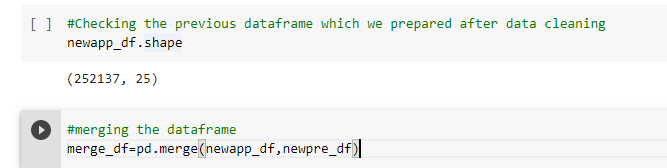 [ ] #Checking the previous dataframe which we prepared after data cleaning
newapp_df.shape
(252137, 25)
#merging the dataframe
merge_df=pd.merge(newapp_df,newpre_df)